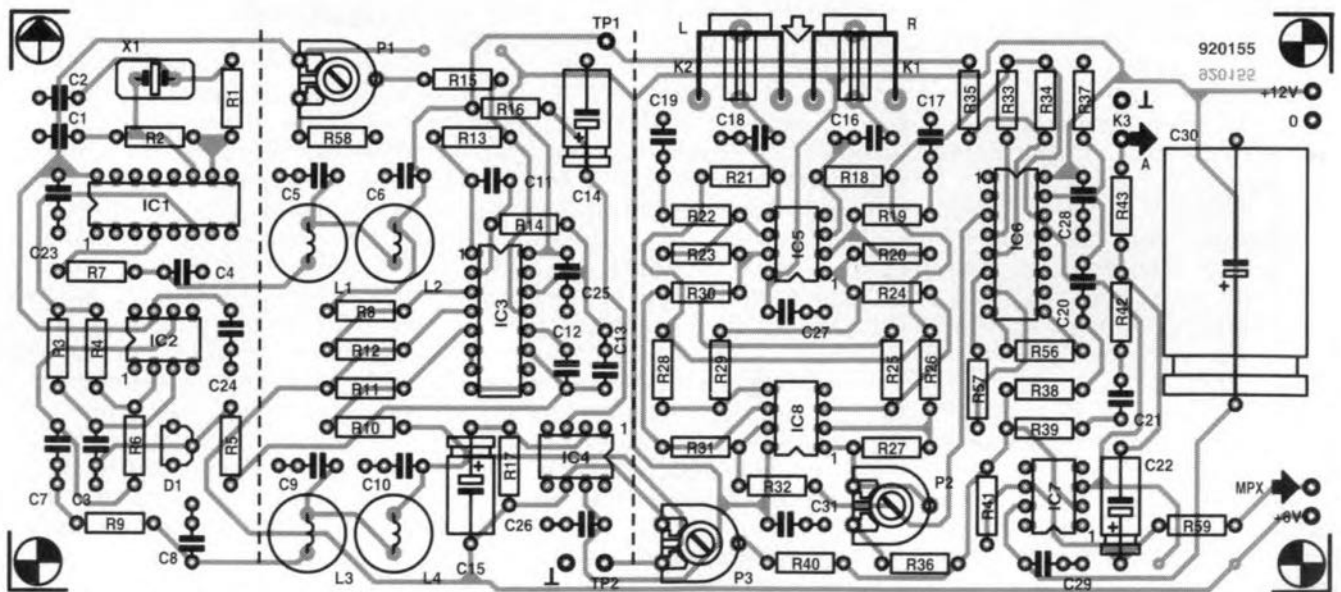 TP1
L
R
X1
P1
920155
920155
C2
K2
K1
R1
R15
C19
C17
R35
R33
R34
R37
+12V
R16
0
C1
C18
C16
K3
R2
R58
R13
C30
A
C5
C6
C11
C14
R21
R18
1
IC1
R43
R14
R22
R19
C28
1
IC5
IC6
C23
1
R23
R20
R7
C4
L1
L2
C25
1
R30
R24
R8
IC3
C20
R42
C27
R3
R4
IC2
R12
C12
C13
R28
R29
R25
R26
R56
1
C24
R11
R57
R38
C21
R10
1
IC8
R39
R6
R5
R17
IC4
R31
1
R27
C7
C3
D1
C9
C10
R32
P2
R41
IC7
C22
MPX
+6V
R9
C26
C31
1
R59
C8
L3
L4
C15
TP2
P3
R40
R36
C29